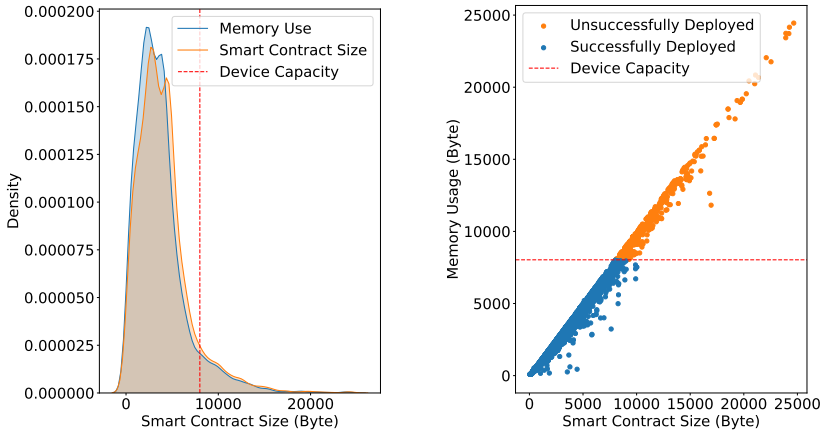 0.000200
0.000175
0.000150
0.000125
0.000100
0.000075
0.000050
0.000025
0.000000
Density
0
10000
20000
Smart Contract Size (Byte)
Memory Use
Smart Contract Size
Device Capacity
25000
20000
15000
10000
5000
0
Memory Usage (Byte)
0
5000
10000
15000
20000
25000
Smart Contract Size (Byte)
Unsuccessfully Deployed
Successfully Deployed
Device Capacity